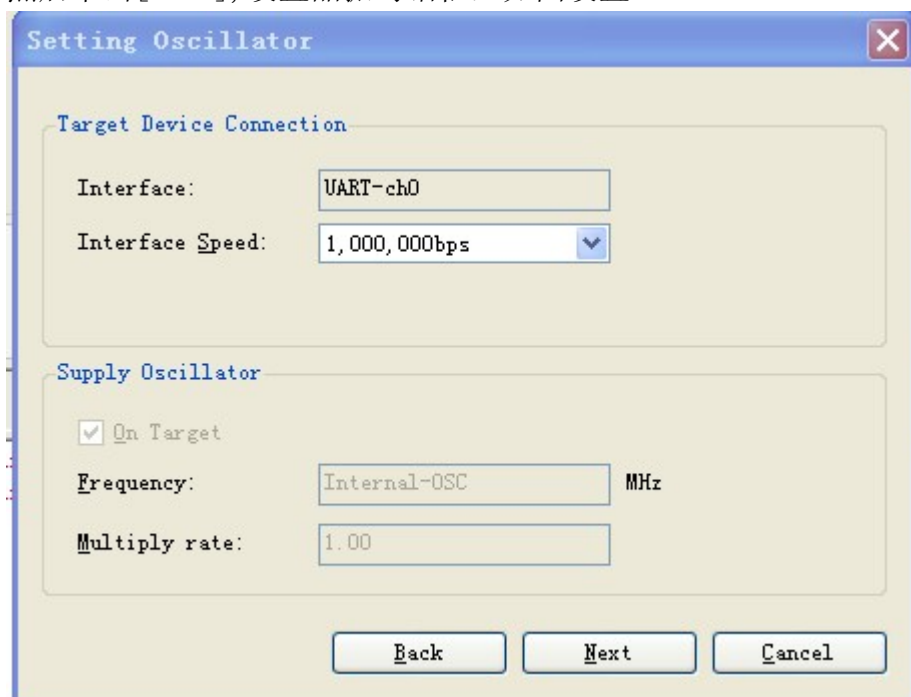 Setting Oscillator
Target Device Connection
Interface: UART-ch0
Interface Speed: 1,000,000bps
Supply Oscillator
On Target
Frequency: Internal-OSC MHz
Multiply rate: 1.00
Back Next Cancel